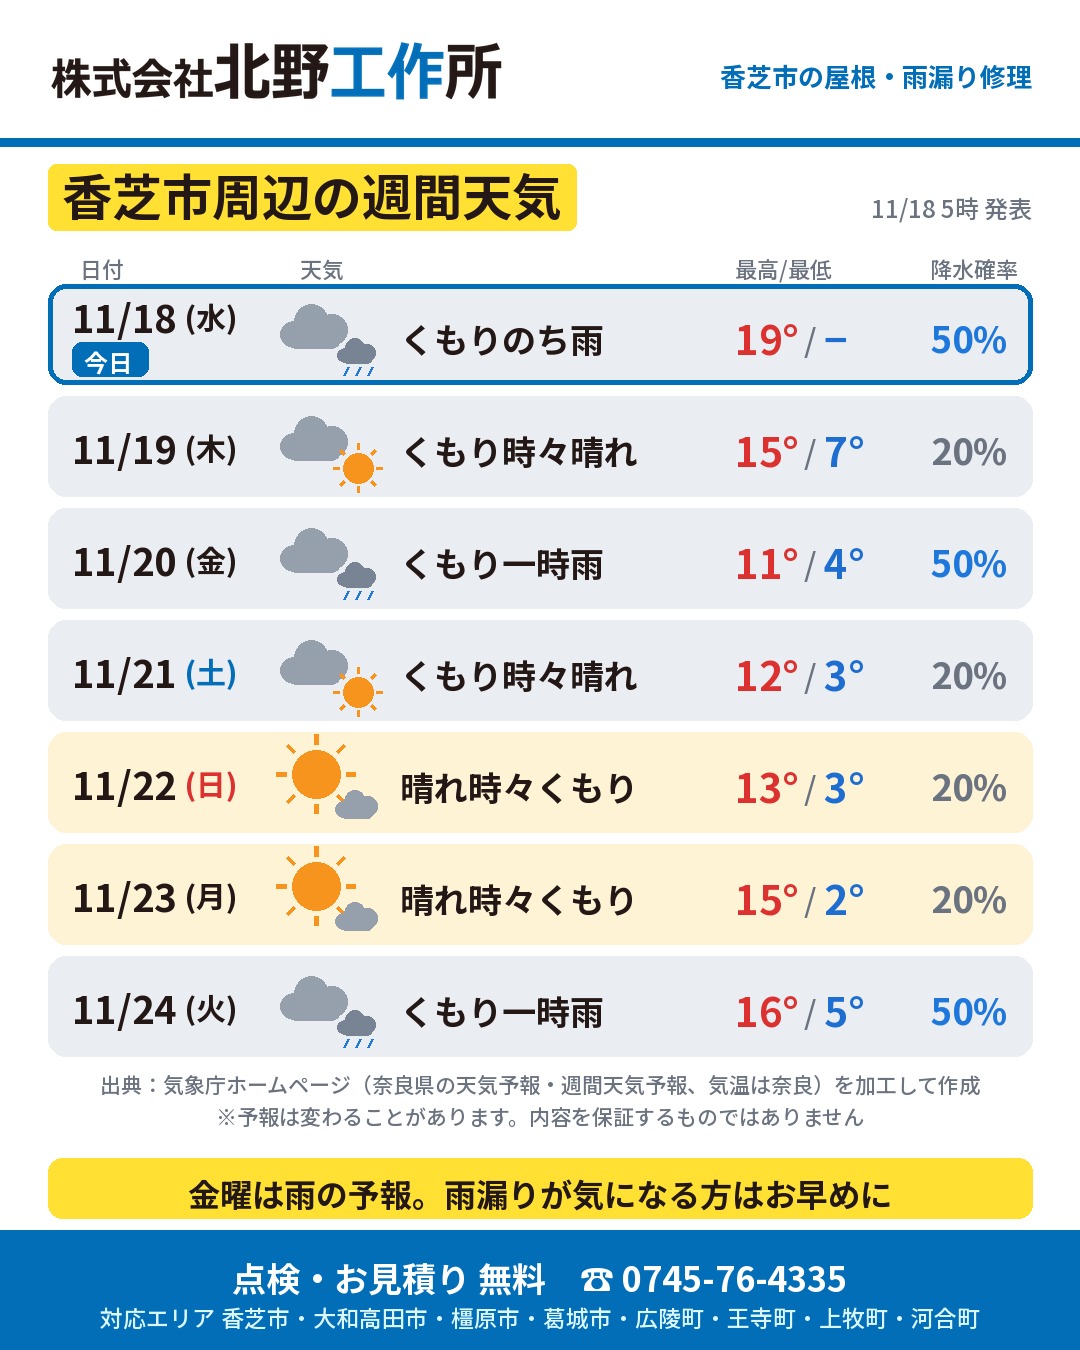 株式会社北野工作所
香芝市の屋根・雨漏り修理
香芝市周辺の週間天気
11/18 5時 発表
日付 天気 最高/最低 降水確率
11/18 (水) くもりのち雨 19° / − 50%
今日
11/19 (木) くもり時々晴れ 15° / 7° 20%
11/20 (金) くもり一時雨 11° / 4° 50%
11/21 (土) くもり時々晴れ 12° / 3° 20%
11/22 (日) 晴れ時々くもり 13° / 3° 20%
11/23 (月) 晴れ時々くもり 15° / 2° 20%
11/24 (火) くもり一時雨 16° / 5° 50%
出典：気象庁ホームページ（奈良県の天気予報・週間天気予報、気温は奈良）を加工して作成
※予報は変わることがあります。内容を保証するものではありません
金曜は雨の予報。雨漏りが気になる方はお早めに
点検・お見積り 無料 ☎ 0745-76-4335
対応エリア 香芝市・大和高田市・橿原市・葛城市・広陵町・王寺町・上牧町・河合町